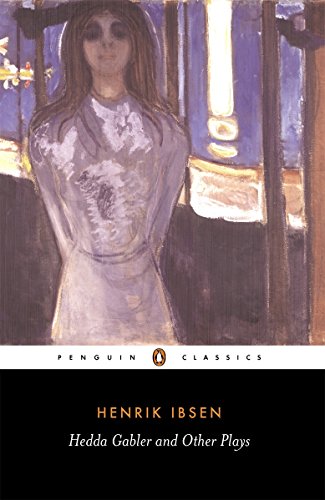 PENGUIN CLASSICS
HENRIK IBSEN
Hedda Gabler and Other Plays